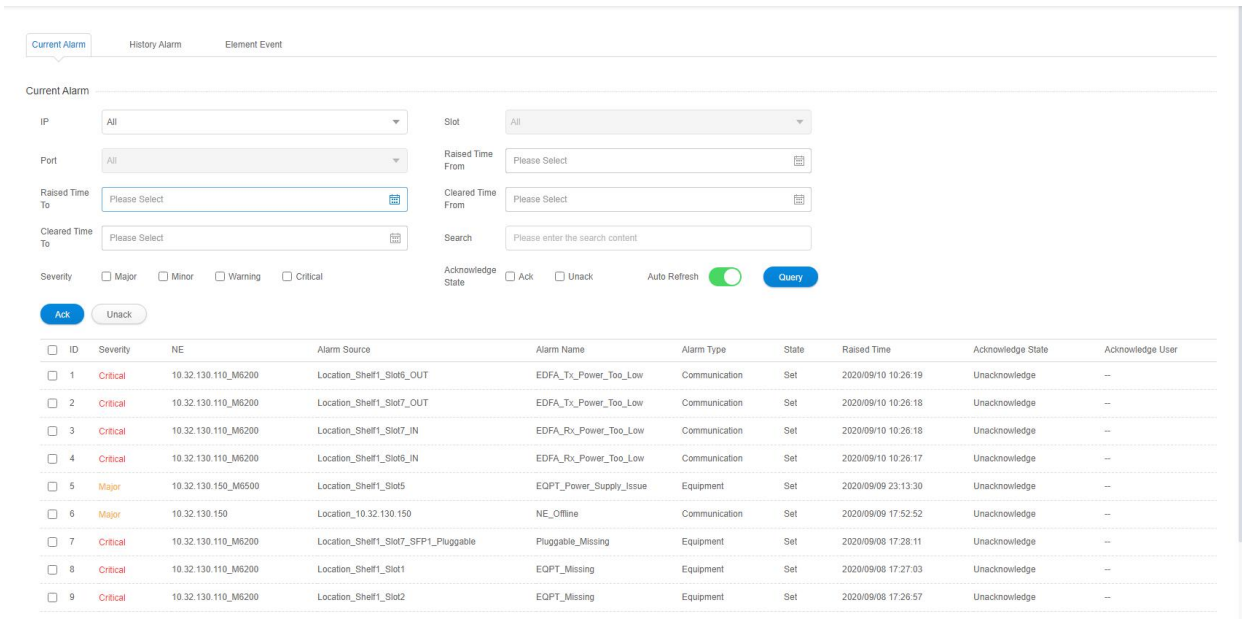 Current Alarm History Alarm Element Event
Current Alarm
IP All Slot All
Port All Raised Time From Please Select
Raised Time To Please Select Cleared Time From Please Select
Cleared Time To Please Select Search Please enter the search content
Severity Major Minor Warning Critical Acknowledge State Ack Unack Auto Refresh Query
Ack Unack
ID Severity NE Alarm Source Alarm Name Alarm Type State Raised Time Acknowledge State Acknowledge User
1 Critical 10.32.130.110_M6200 Location_Shelf1_Slot6_OUT EDFA_Tx_Power_Too_Low Communication Set 2020/09/10 10:26:19 Unacknowledge --
2 Critical 10.32.130.110_M6200 Location_Shelf1_Slot7_OUT EDFA_Tx_Power_Too_Low Communication Set 2020/09/10 10:26:18 Unacknowledge --
3 Critical 10.32.130.110_M6200 Location_Shelf1_Slot7_IN EDFA_Rx_Power_Too_Low Communication Set 2020/09/10 10:26:18 Unacknowledge --
4 Critical 10.32.130.110_M6200 Location_Shelf1_Slot6_IN EDFA_Rx_Power_Too_Low Communication Set 2020/09/10 10:26:17 Unacknowledge --
5 Major 10.32.130.150_M6500 Location_Shelf1_Slot5 EQPT_Power_Supply_Issue Equipment Set 2020/09/09 23:13:30 Unacknowledge --
6 Major 10.32.130.150 Location_10.32.130.150 NE_Offline Communication Set 2020/09/09 17:52:52 Unacknowledge --
7 Critical 10.32.130.110_M6200 Location_Shelf1_Slot7_SFP1_Pluggable Pluggable_Missing Equipment Set 2020/09/08 17:28:11 Unacknowledge --
8 Critical 10.32.130.110_M6200 Location_Shelf1_Slot1 EQPT_Missing Equipment Set 2020/09/08 17:27:03 Unacknowledge --
9 Critical 10.32.130.110_M6200 Location_Shelf1_Slot2 EQPT_Missing Equipment Set 2020/09/08 17:26:57 Unacknowledge --